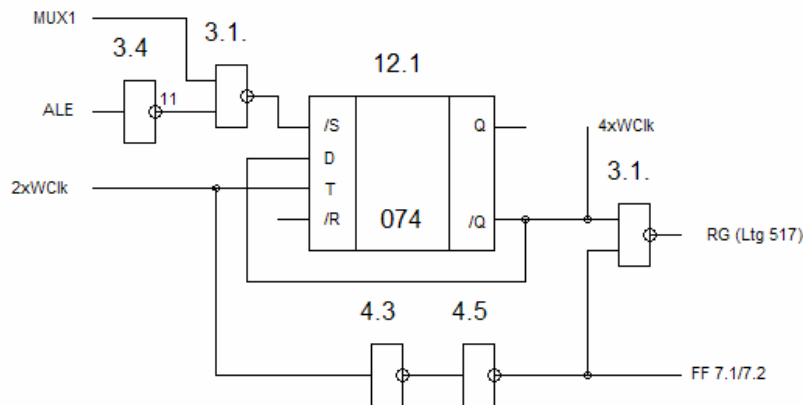 MUX1
3.4
3.1.
12.1
ALE
11
/S
Q
4xWClk
D
3.1.
2xWClk
T
/R
074
/Q
RG (Ltg 517)
4.3
4.5
FF 7.1/7.2